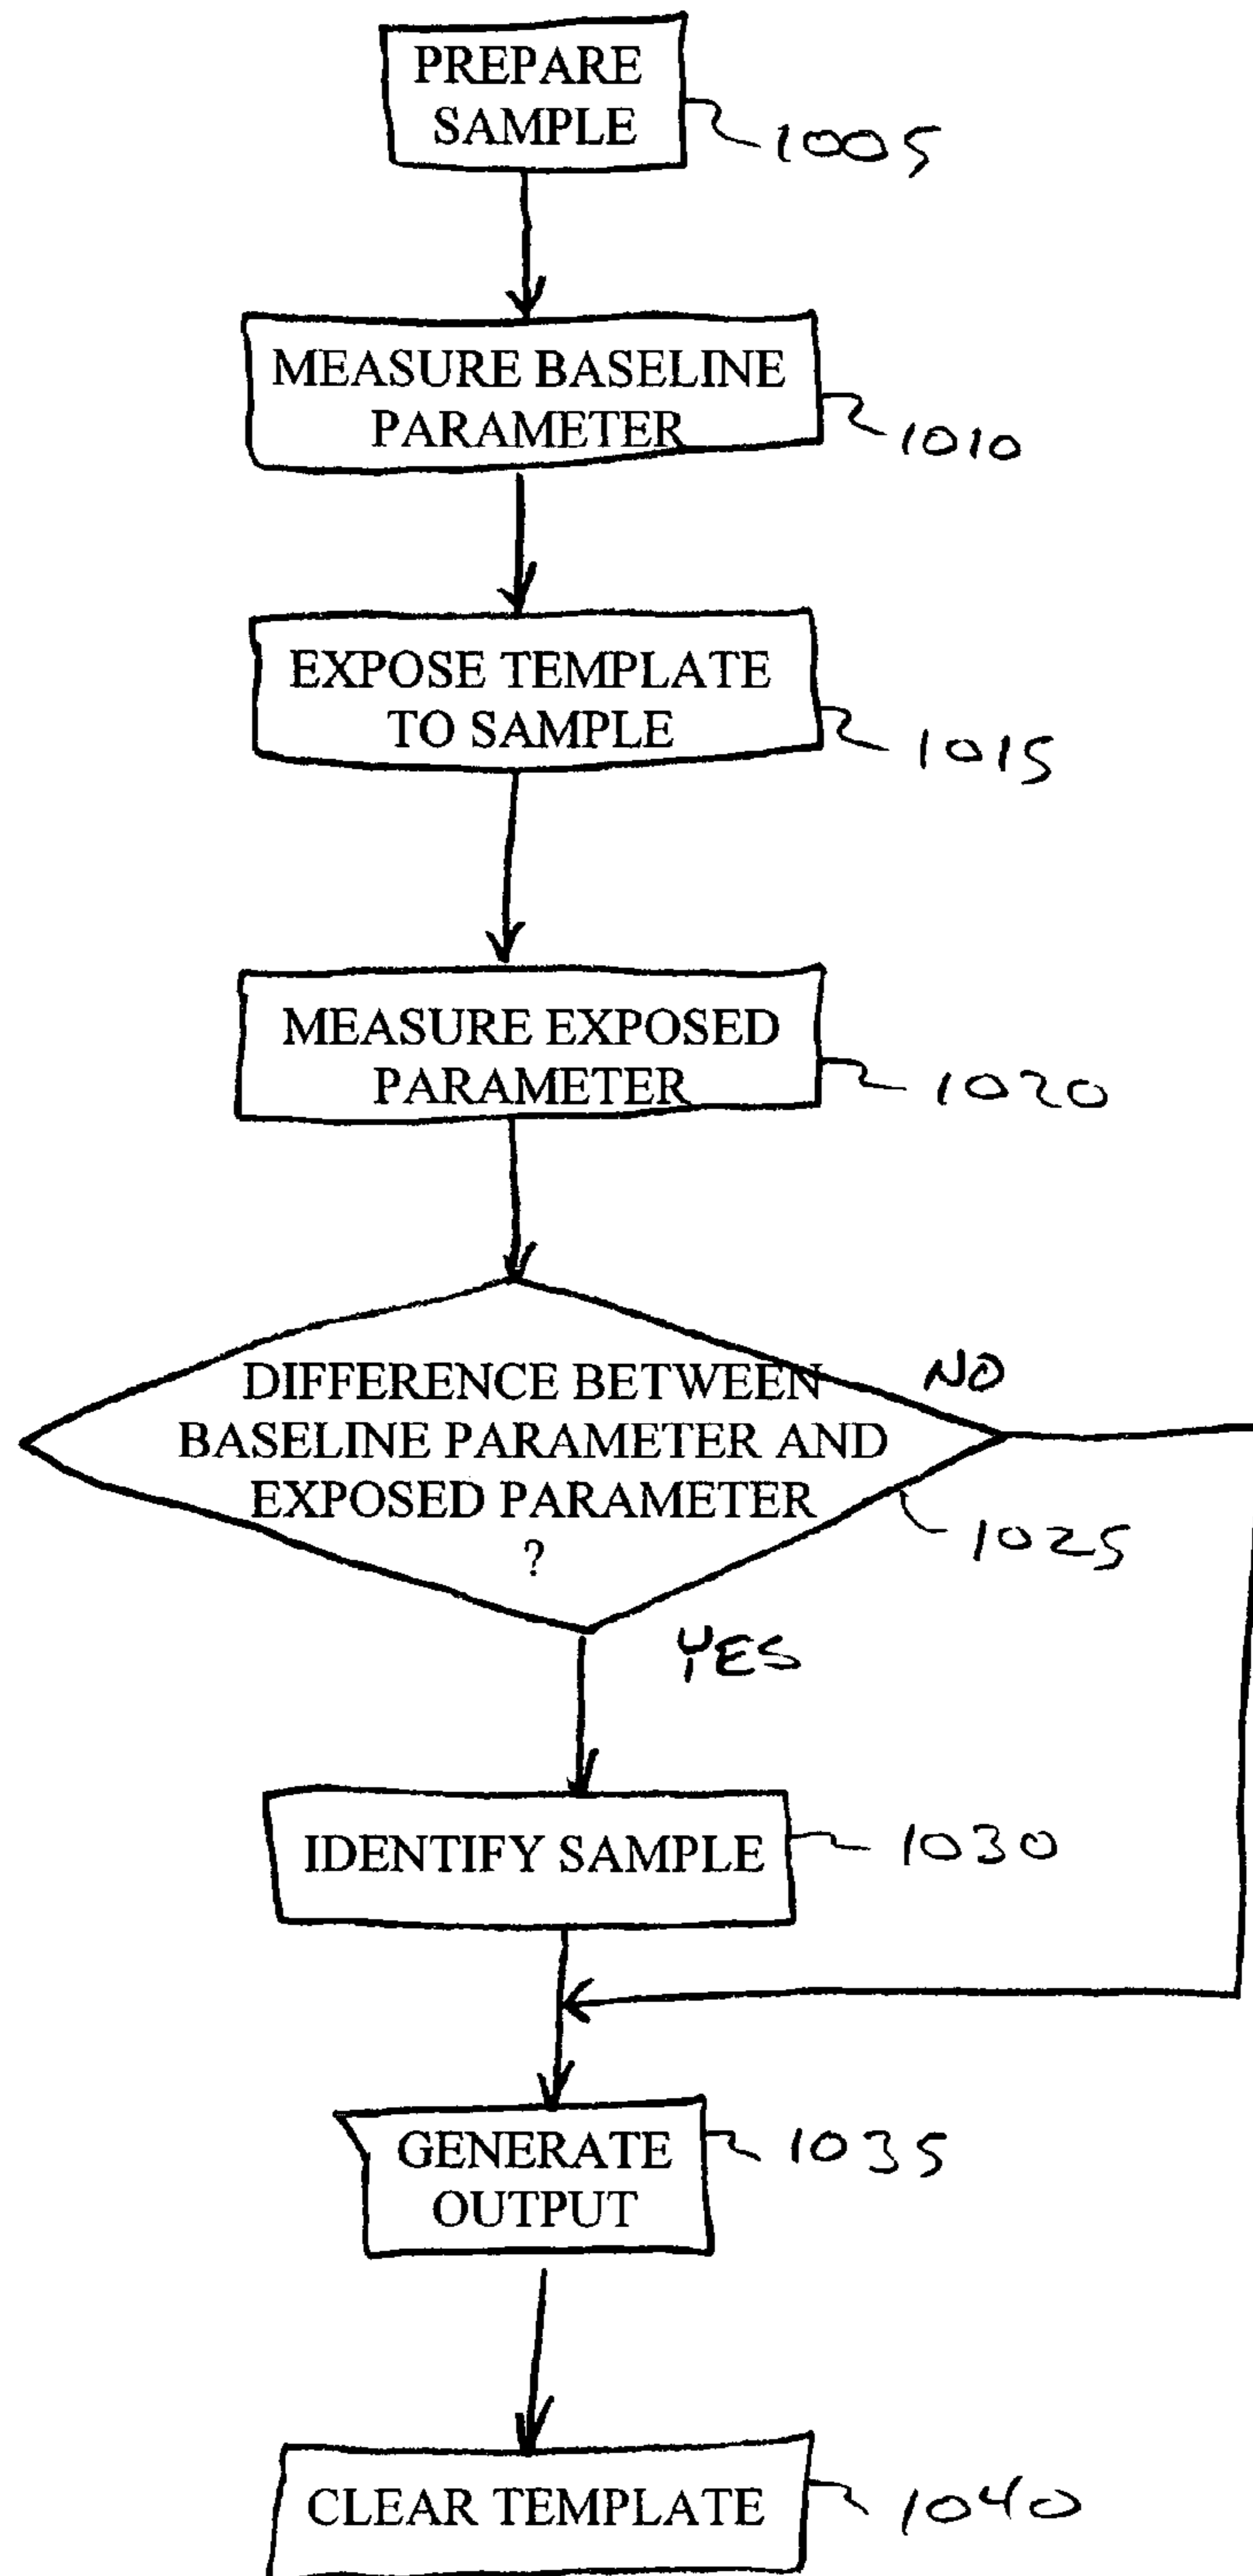 PREPARE
SAMPLE
1005
MEASURE BASELINE
PARAMETER
1010
EXPOSE TEMPLATE
TO SAMPLE
1015
MEASURE EXPOSED
PARAMETER
1020
DIFFERENCE BETWEEN
BASELINE PARAMETER AND
EXPOSED PARAMETER
?
NO
1025
YES
IDENTIFY SAMPLE
1030
GENERATE
OUTPUT
1035
CLEAR TEMPLATE
1040